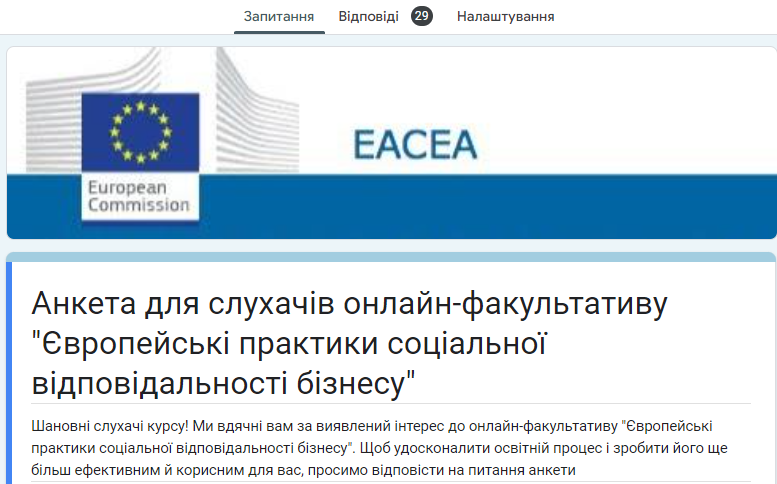 Запитання Відповіді 29 Налаштування
EACEA
European
Commission
Анкета для слухачів онлайн-факультативу
"Європейські практики соціальної
відповідальності бізнесу"
Шановні слухачі курсу! Ми вдячні вам за виявлений інтерес до онлайн-факультативу "Європейські
практики соціальної відповідальності бізнесу". Щоб удосконалити освітній процес і зробити його ще
більш ефективним й корисним для вас, просимо відповісти на питання анкети